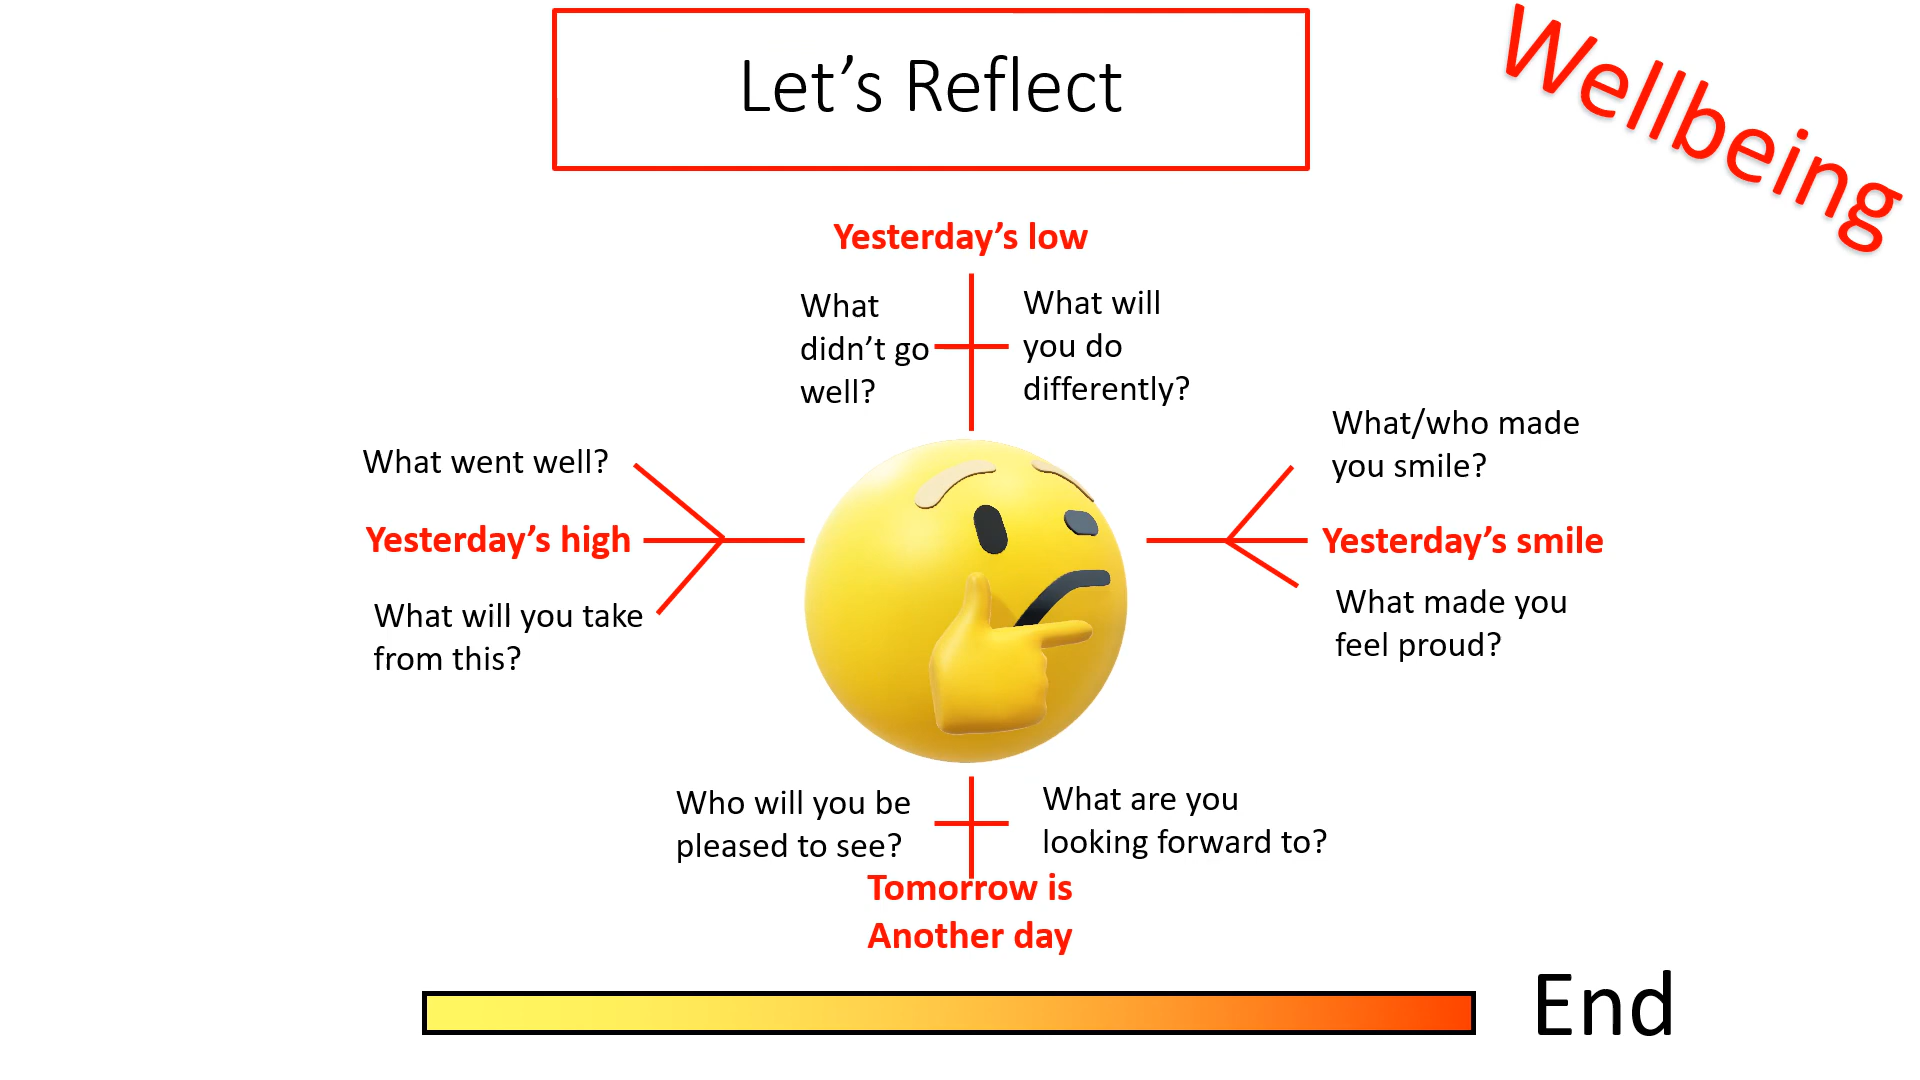 Let’s Reflect
Wellbeing
Yesterday’s low
What
didn’t go
well?
What will
you do
differently?
What went well?
Yesterday’s high
What will you take
from this?
What/who made
you smile?
Yesterday’s smile
What made you
feel proud?
Who will you be
pleased to see?
What are you
looking forward to?
Tomorrow is
Another day
End